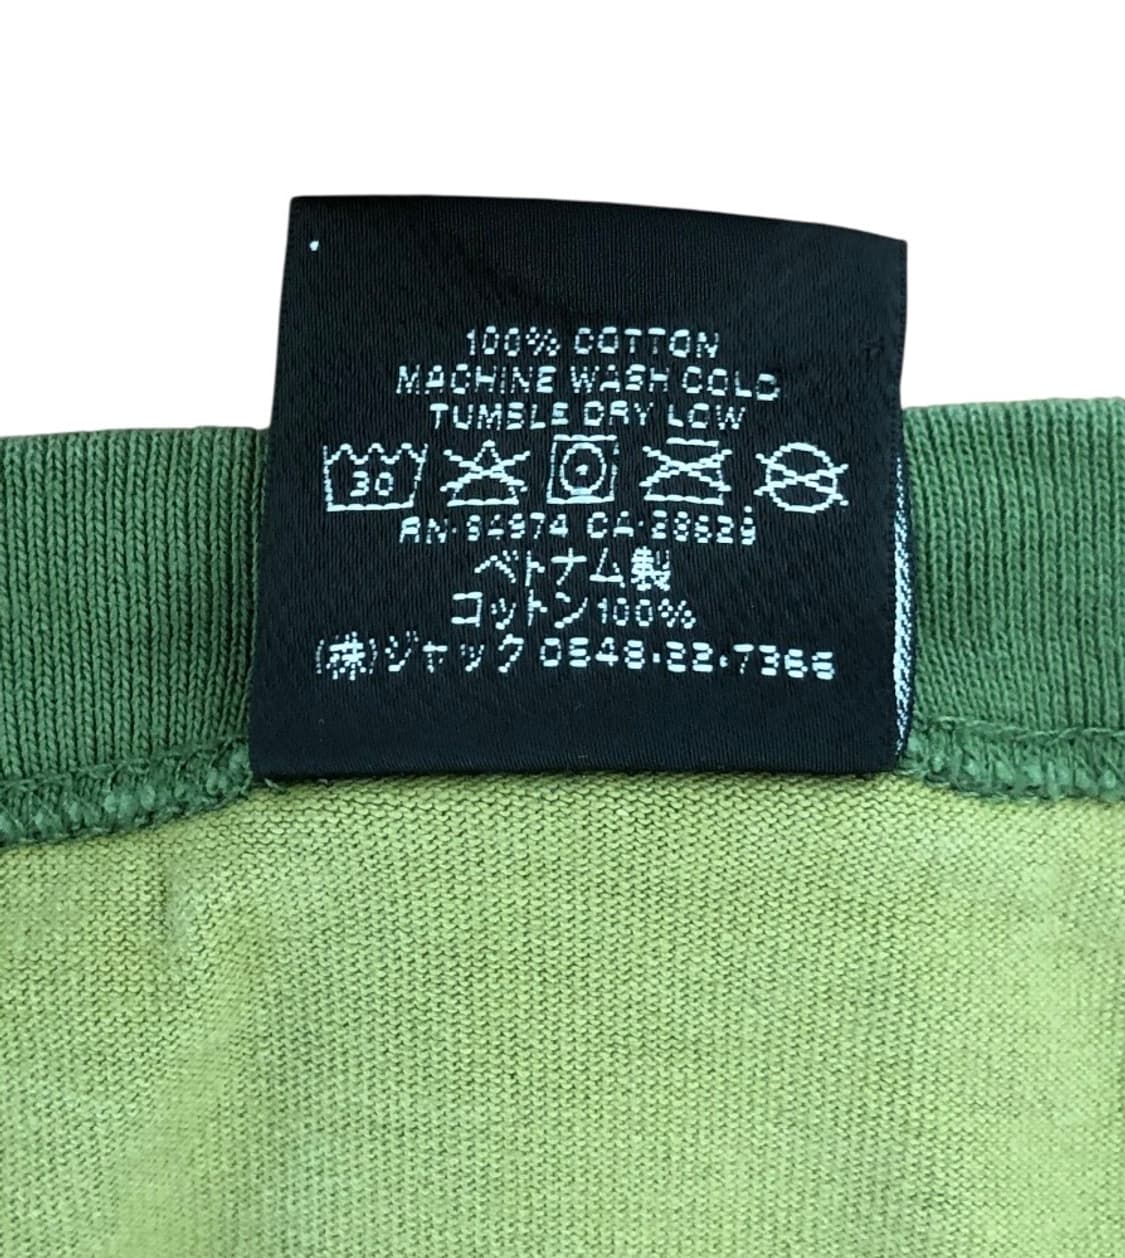 100% COTTON
MACHINE WASH COLD
TUMBLE DRY LOW
30
RN·94974 CA·28629
ベトナム製
コットン100%
(株)ジャック 0548·22·7366